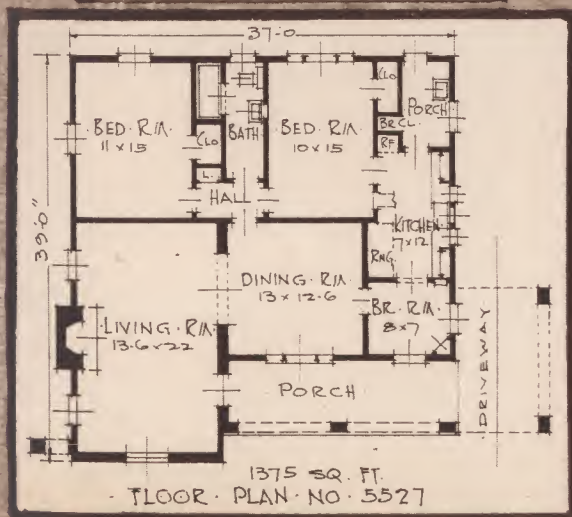 37'-0
39'-0"
BED·RM·
11 x 15
CLO
L.
BATH
BED·RM·
10 x 15
CLO
BR CL.
PORCH
RF
HALL
KITCHEN
7 x 12
RNG.
LIVING·RM·
13·6 x 22
DINING·RM·
13 x 12·6
BR. RM.
8 x 7
PORCH
·DRIVEWAY·
1375 SQ. FT.
·FLOOR·PLAN·NO·5527